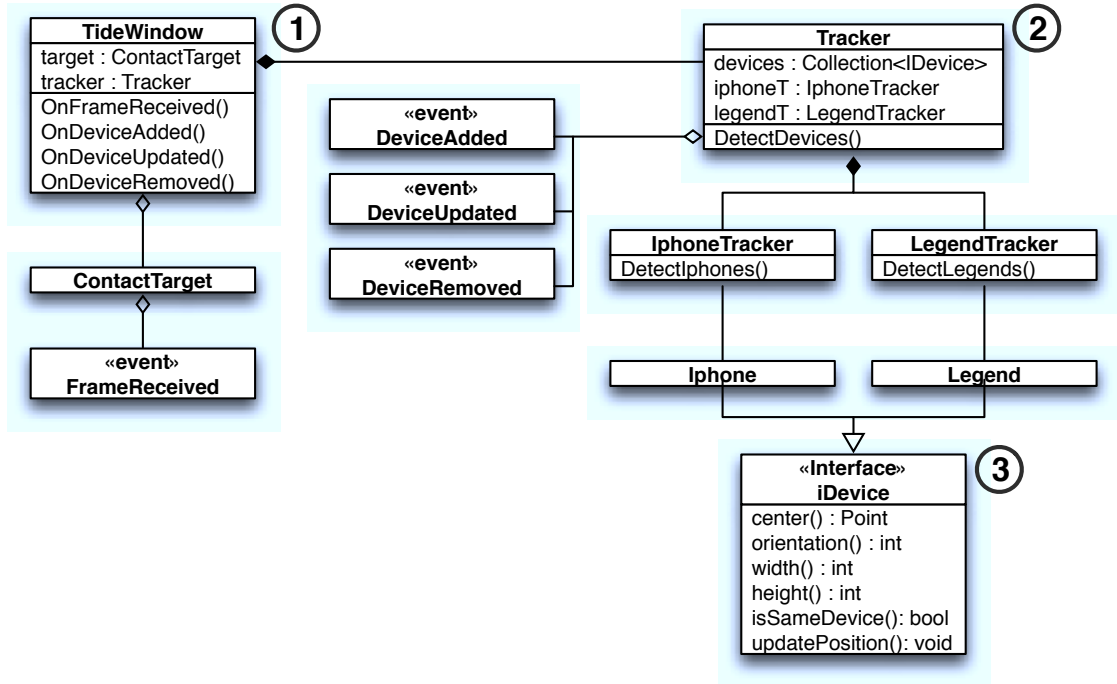 TideWindow
target : ContactTarget
tracker : Tracker
OnFrameReceived()
OnDeviceAdded()
OnDeviceUpdated()
OnDeviceRemoved()
1
ContactTarget
«event»
FrameReceived
«event»
DeviceAdded
«event»
DeviceUpdated
«event»
DeviceRemoved
Tracker
devices : Collection<IDevice>
iphoneT : IphoneTracker
legendT : LegendTracker
DetectDevices()
2
IphoneTracker
DetectIphones()
LegendTracker
DetectLegends()
Iphone
Legend
«Interface»
iDevice
center() : Point
orientation() : int
width() : int
height() : int
isSameDevice(): bool
updatePosition(): void
3